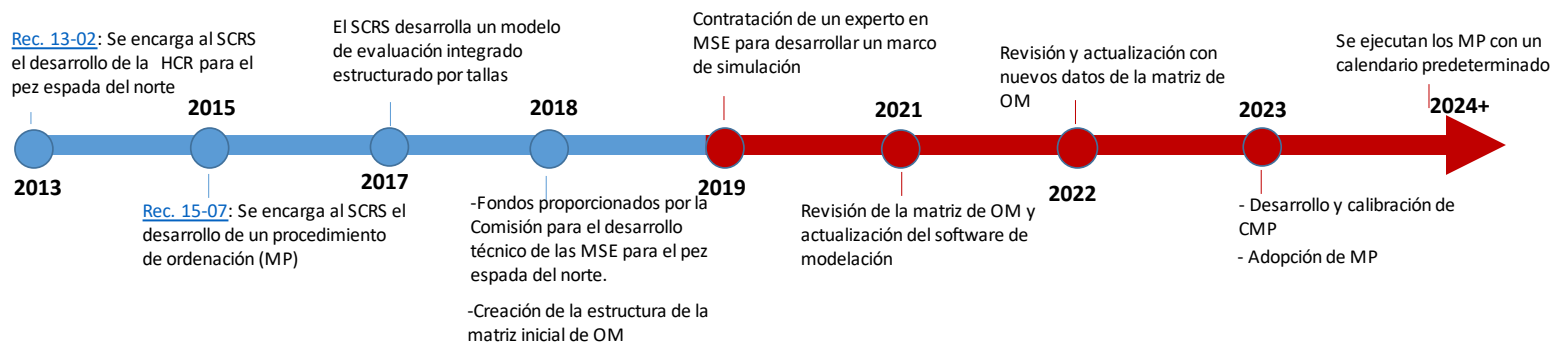 Rec. 13-02: Se encarga al SCRS
el desarrollo de la HCR para el
pez espada del norte
2013
2015
Rec. 15-07: Se encarga al SCRS el
desarrollo de un procedimiento
de ordenación (MP)
El SCRS desarrolla un modelo
de evaluación integrado
estructurado por tallas
2017
2018
-Fondos proporcionados por la
Comisión para el desarrollo
técnico de las MSE para el pez
espada del norte.
-Creación de la estructura de la
matriz inicial de OM
Contratación de un experto en
MSE para desarrollar un marco
de simulación
2019
2021
Revisión de la matriz de OM y
actualización del software de
modelación
Revisión y actualización con
nuevos datos de la matriz de
OM
2022
2023
- Desarrollo y calibración de
CMP
- Adopción de MP
Se ejecutan los MP con un
calendario predeterminado
2024+